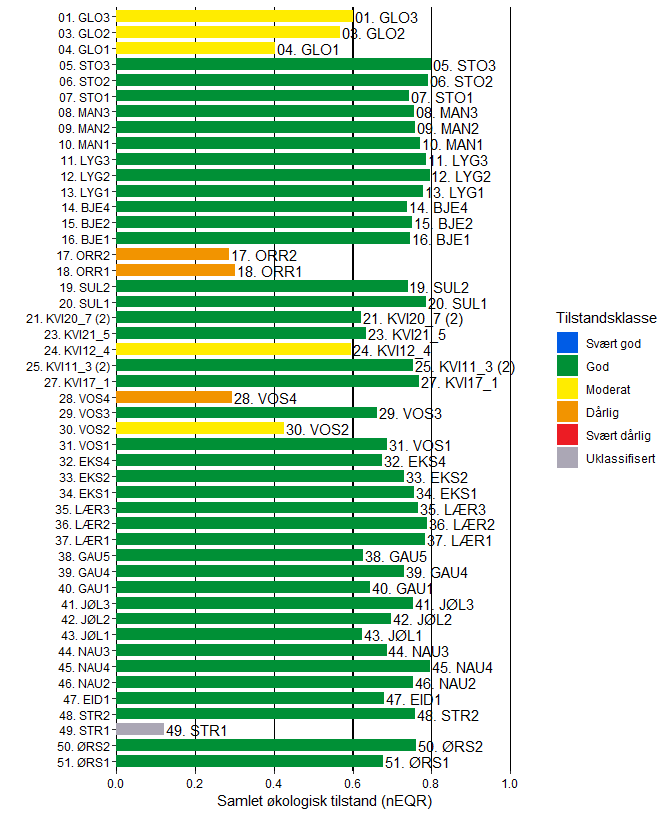 01. GLO3 01. GLO3
03. GLO2 03. GLO2
04. GLO1 04. GLO1
05. STO3 05. STO3
06. STO2 06. STO2
07. STO1 07. STO1
08. MAN3 08. MAN3
09. MAN2 09. MAN2
10. MAN1 10. MAN1
11. LYG3 11. LYG3
12. LYG2 12. LYG2
13. LYG1 13. LYG1
14. BJE4 14. BJE4
15. BJE2 15. BJE2
16. BJE1 16. BJE1
17. ORR2 17. ORR2
18. ORR1 18. ORR1
19. SUL2 19. SUL2
20. SUL1 20. SUL1
21. KVI20_7 (2) 21. KVI20_7 (2)
23. KVI21_5 23. KVI21_5
24. KVI12_4 24. KVI12_4
25. KVI11_3 (2) 25. KVI11_3 (2)
27. KVI17_1 27. KVI17_1
28. VOS4 28. VOS4
29. VOS3 29. VOS3
30. VOS2 30. VOS2
31. VOS1 31. VOS1
32. EKS4 32. EKS4
33. EKS2 33. EKS2
34. EKS1 34. EKS1
35. LÆR3 35. LÆR3
36. LÆR2 36. LÆR2
37. LÆR1 37. LÆR1
38. GAU5 38. GAU5
39. GAU4 39. GAU4
40. GAU1 40. GAU1
41. JØL3 41. JØL3
42. JØL2 42. JØL2
43. JØL1 43. JØL1
44. NAU3 44. NAU3
45. NAU4 45. NAU4
46. NAU2 46. NAU2
47. EID1 47. EID1
48. STR2 48. STR2
49. STR1 49. STR1
50. ØRS2 50. ØRS2
51. ØRS1 51. ØRS1
0.0 0.2 0.4 0.6 0.8 1.0
Samlet økologisk tilstand (nEQR)
Tilstandsklasse
Svært god
God
Moderat
Dårlig
Svært dårlig
Uklassifisert